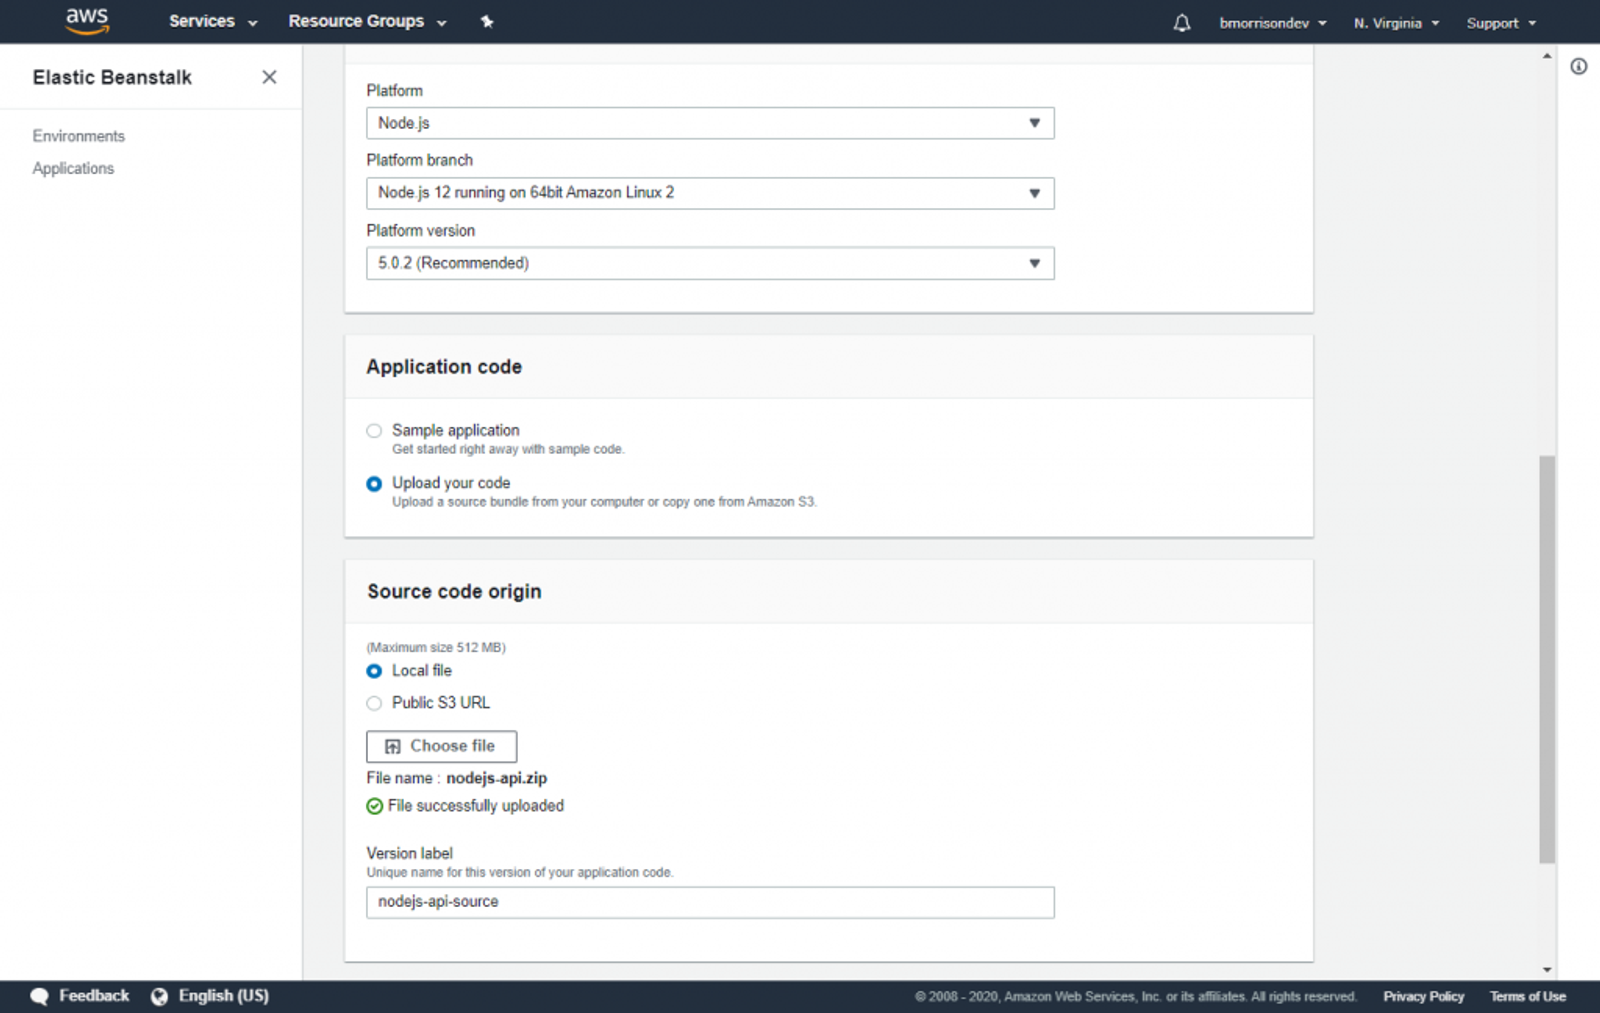 aws
Services
Resource Groups
bmorrisondev
N. Virginia
Support
Elastic Beanstalk
Environments
Applications
Platform
Node.js
Platform branch
Node.js 12 running on 64bit Amazon Linux 2
Platform version
5.0.2 (Recommended)
Application code
Sample application
Get started right away with sample code.
Upload your code
Upload a source bundle from your computer or copy one from Amazon S3.
Source code origin
(Maximum size 512 MB)
Local file
Public S3 URL
Choose file
File name : nodejs-api.zip
File successfully uploaded
Version label
Unique name for this version of your application code.
nodejs-api-source
Feedback
English (US)
© 2008 - 2020, Amazon Web Services, Inc. or its affiliates. All rights reserved.
Privacy Policy
Terms of Use